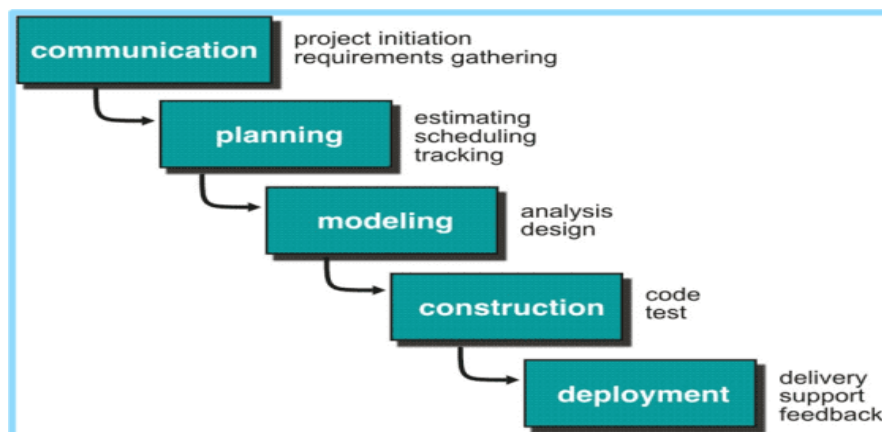 communication
project initiation
requirements gathering
planning
estimating
scheduling
tracking
modeling
analysis
design
construction
code
test
deployment
delivery
support
feedback